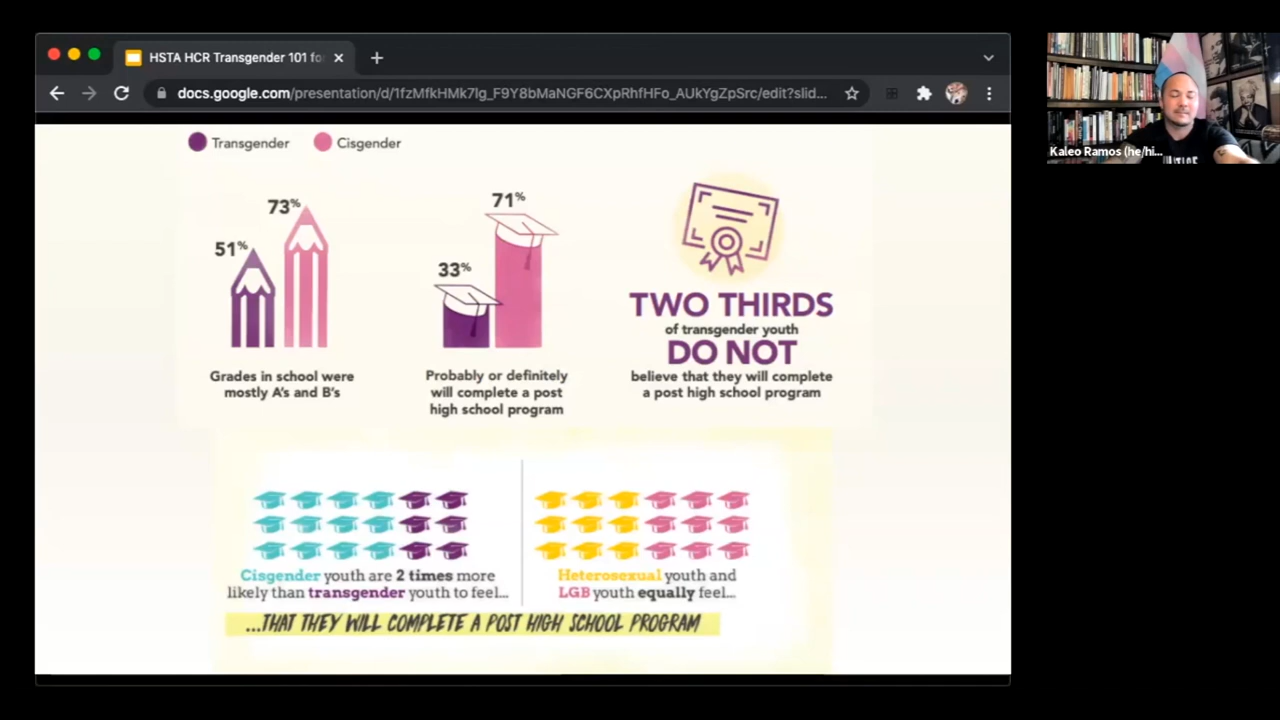 HSTA HCR Transgender 101 fo
docs.google.com/presentation/d/1fzMfkHMk7lg_F9Y8bMaNGF6CXpRhfHFo_AUkYgZpSrc/edit?slid...
Kaleo Ramos (he/hi...
Transgender
Cisgender
51%
73%
Grades in school were
mostly A's and B's
33%
71%
Probably or definitely
will complete a post
high school program
TWO THIRDS
of transgender youth
DO NOT
believe that they will complete
a post high school program
Cisgender youth are 2 times more
likely than transgender youth to feel...
Heterosexual youth and
LGB youth equally feel...
...THAT THEY WILL COMPLETE A POST HIGH SCHOOL PROGRAM